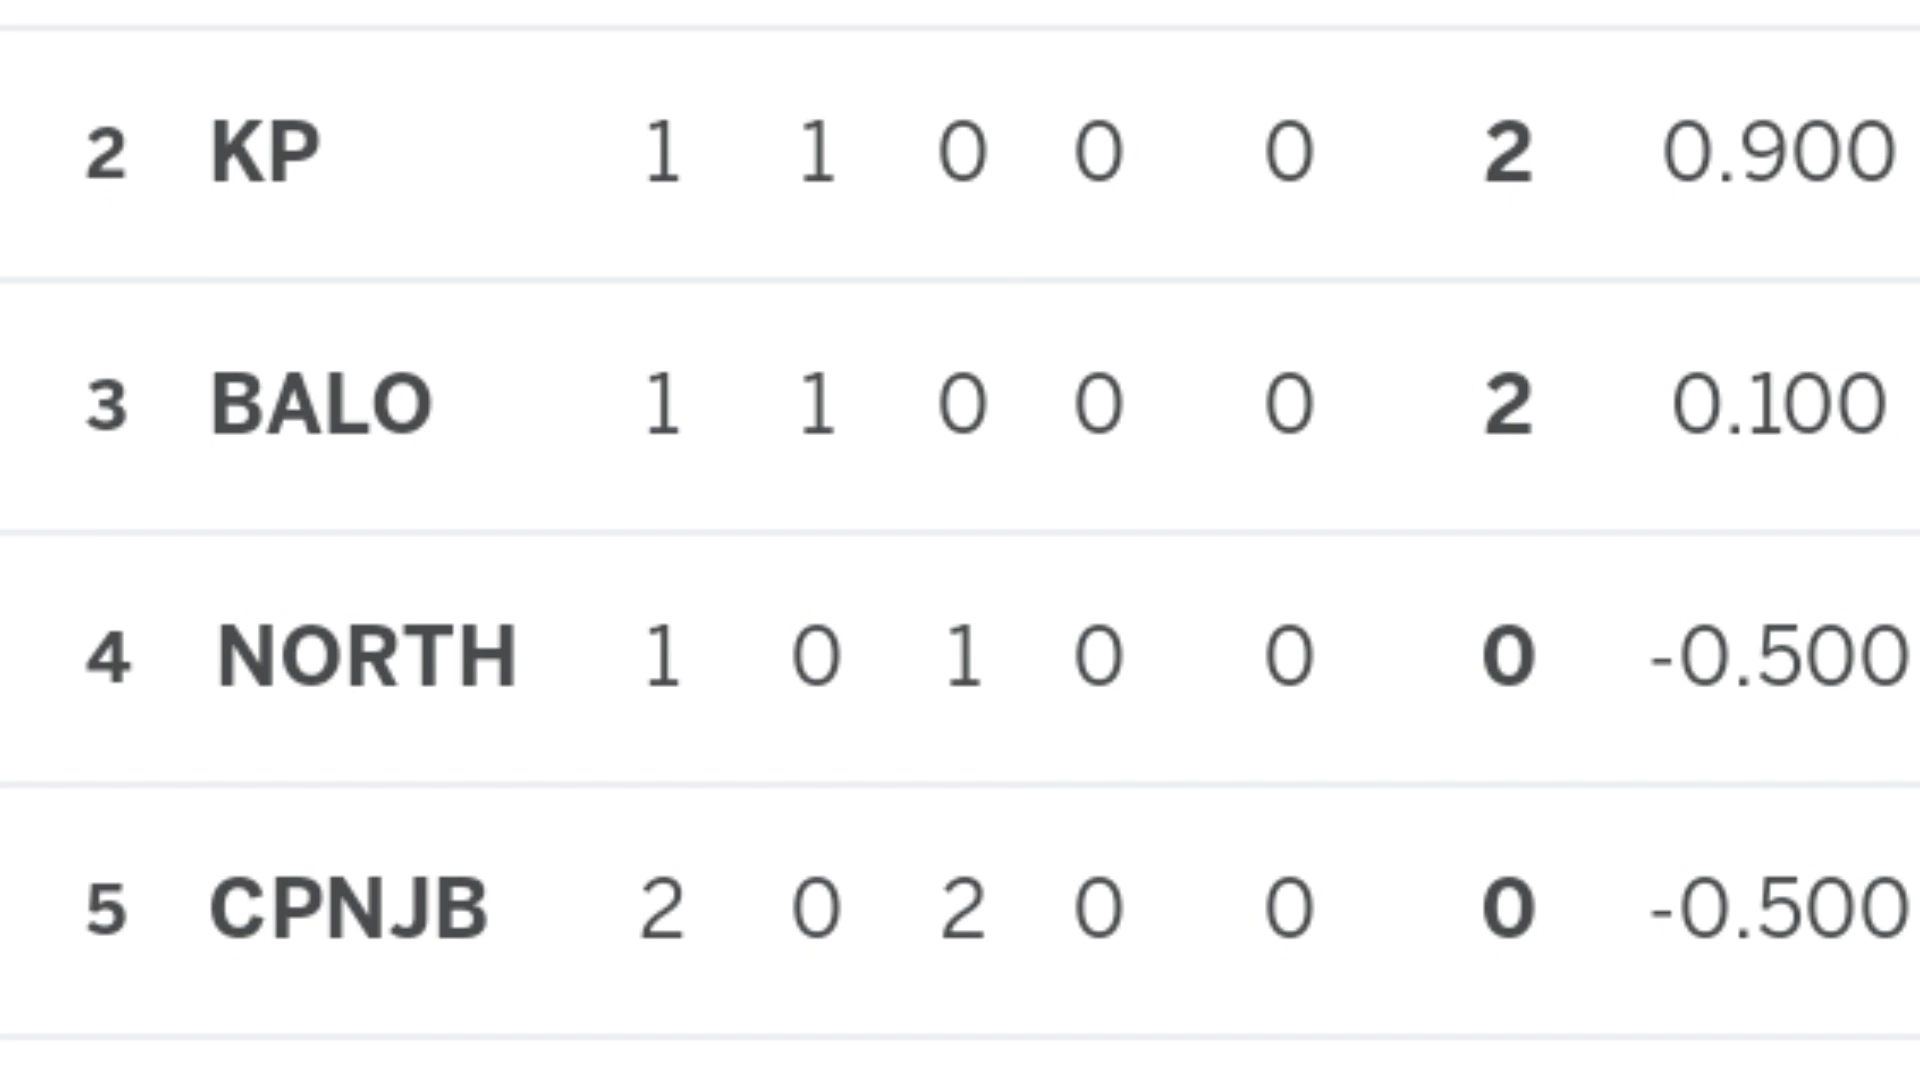 2 KP 1 1 0 0 0 2 0.900
3 BALO 1 1 0 0 0 2 0.100
4 NORTH 1 0 1 0 0 0 -0.500
5 CPNJB 2 0 2 0 0 0 -0.500